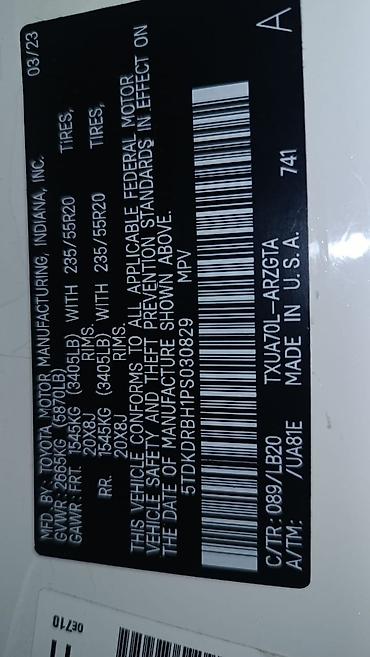 MFD. BY: TOYOTA MOTOR MANUFACTURING, INDIANA, INC. 03/23
GVWR: 2665KG (6870LB)
GAWR: FRT. 1545KG (3405LB) WITH 235/55R20 TIRES,
20X8J RIMS.
RR. 1545KG (3405LB) WITH 235/55R20 TIRES,
20X8J RIMS.
THIS VEHICLE CONFORMS TO ALL APPLICABLE FEDERAL MOTOR
VEHICLE SAFETY AND THEFT PREVENTION STANDARDS IN EFFECT ON
THE DATE OF MANUFACTURE SHOWN ABOVE.
5TDKDRBH1PS030829 MPV
C/TR: 089/LB20 TXUA70L-ARZGTA A
A/TM: /UA81E MADE IN U.S.A. 741
0E710